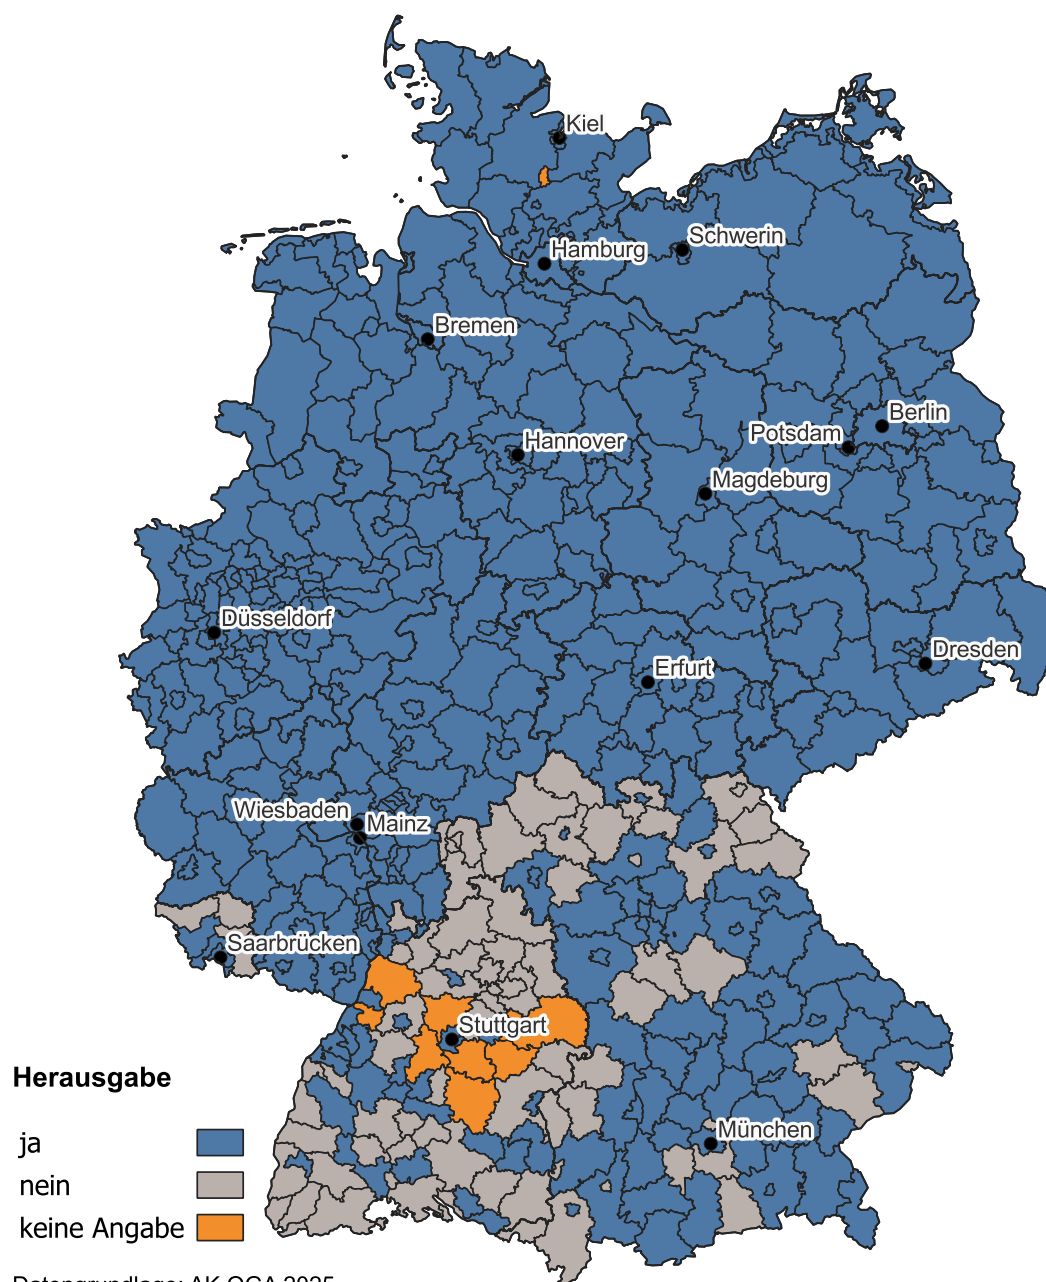 Kiel
Schwerin
Hamburg
Bremen
Berlin
Potsdam
Hannover
Magdeburg
Düsseldorf
Dresden
Erfurt
Wiesbaden
Mainz
Saarbrücken
Stuttgart
München
Herausgabe
ja
nein
keine Angabe